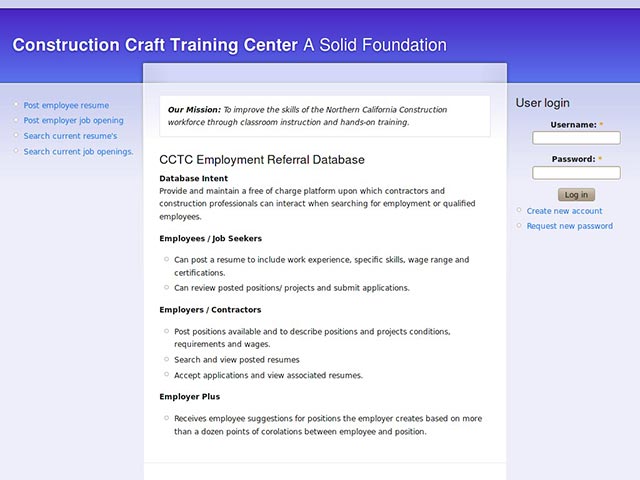 Construction Craft Training Center A Solid Foundation
Post employee resume
Post employer job opening
Search current resume's
Search current job openings.
Our Mission: To improve the skills of the Northern California Construction
workforce through classroom instruction and hands-on training.
CCTC Employment Referral Database
Database Intent
Provide and maintain a free of charge platform upon which contractors and
construction professionals can interact when searching for employment or qualified
employees.
Employees / Job Seekers
Can post a resume to include work experience, specific skills, wage range and
certifications.
Can review posted positions/ projects and submit applications.
Employers / Contractors
Post positions available and to describe positions and projects conditions,
requirements and wages.
Search and view posted resumes
Accept applications and view associated resumes.
Employer Plus
Receives employee suggestions for positions the employer creates based on more
than a dozen points of corolations between employee and position.
User login
Username: *
Password: *
Log in
Create new account
Request new password